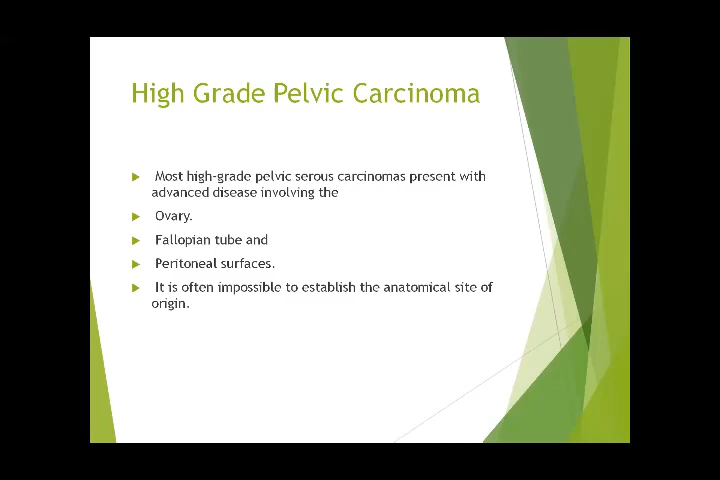 High Grade Pelvic Carcinoma
Most high-grade pelvic serous carcinomas present with
advanced disease involving the
Ovary.
Fallopian tube and
Peritoneal surfaces.
It is often impossible to establish the anatomical site of
origin.